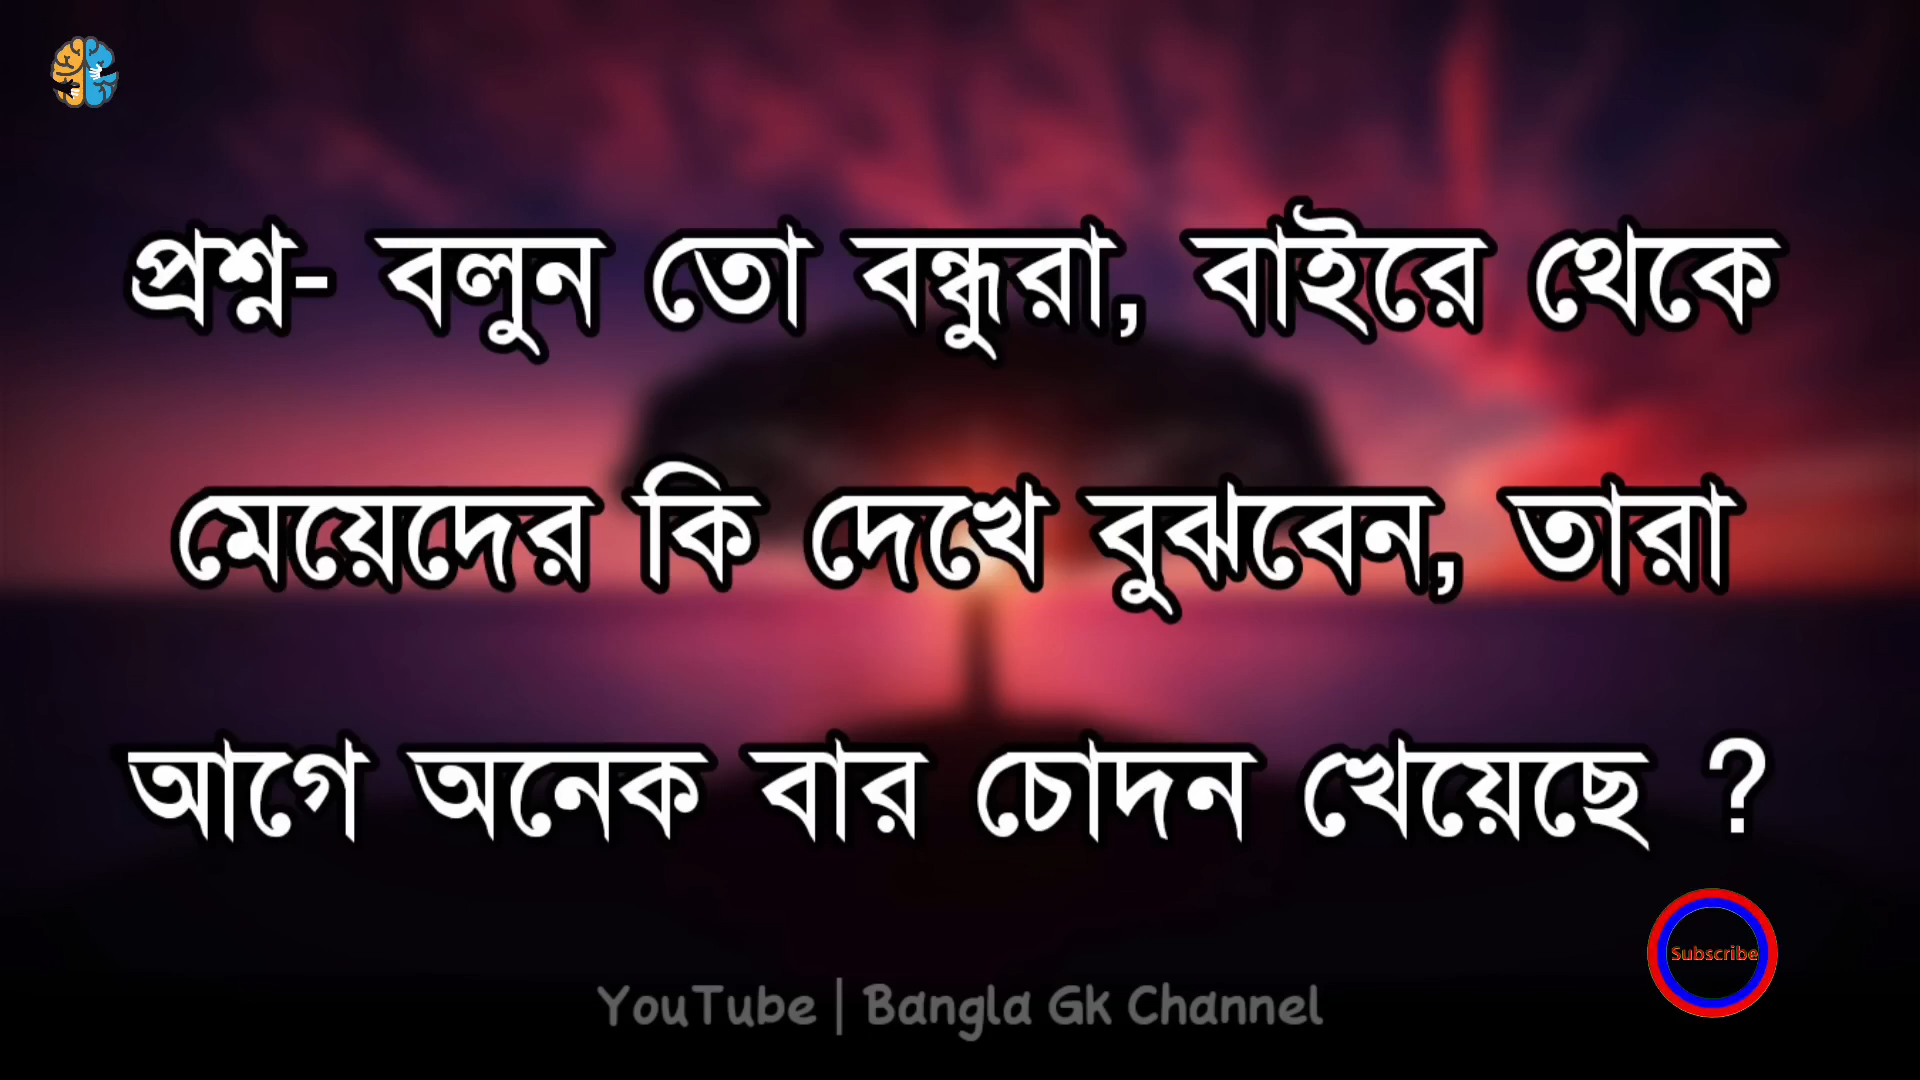 প্রশ্ন- বলুন তো বন্ধুরা, বাইরে থেকে
মেয়েদের কি দেখে বুঝবেন, তারা
আগে অনেক বার চোদন খেয়েছে ?
Subscribe
YouTube | Bangla Gk Channel